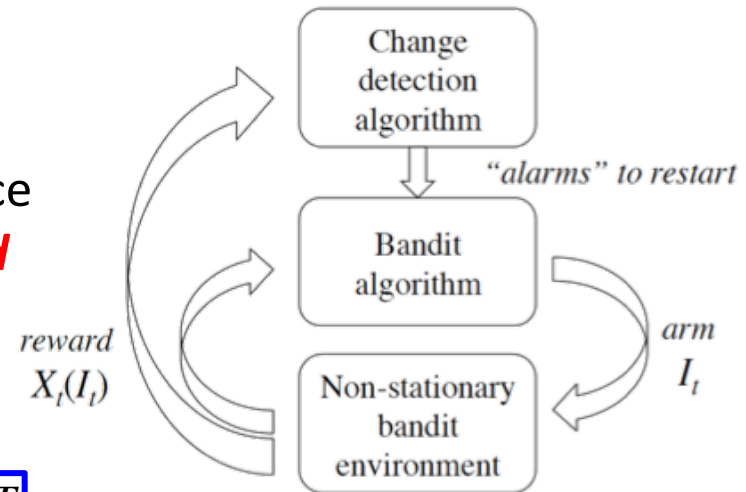 Change
detection
algorithm
"alarms" to restart
Bandit
algorithm
reward
X_t(I_t)
arm
I_t
Non-stationary
bandit
environment